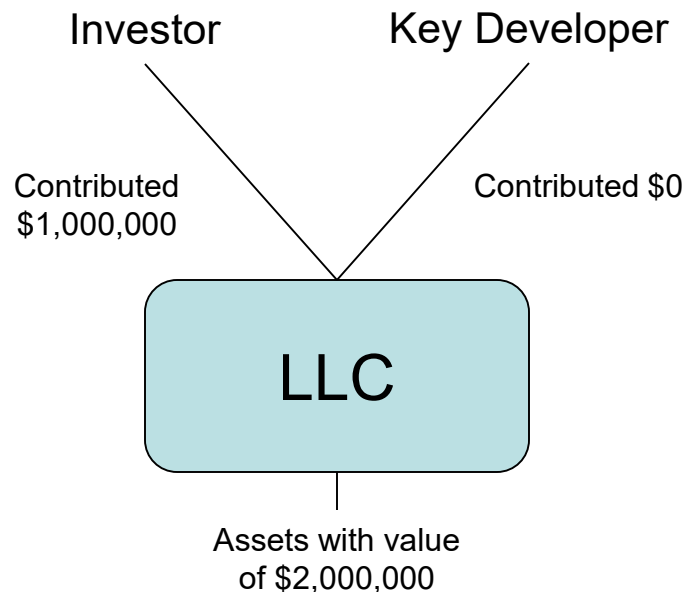 Investor
Key Developer
Contributed
$1,000,000
Contributed $0
LLC
Assets with value
of $2,000,000